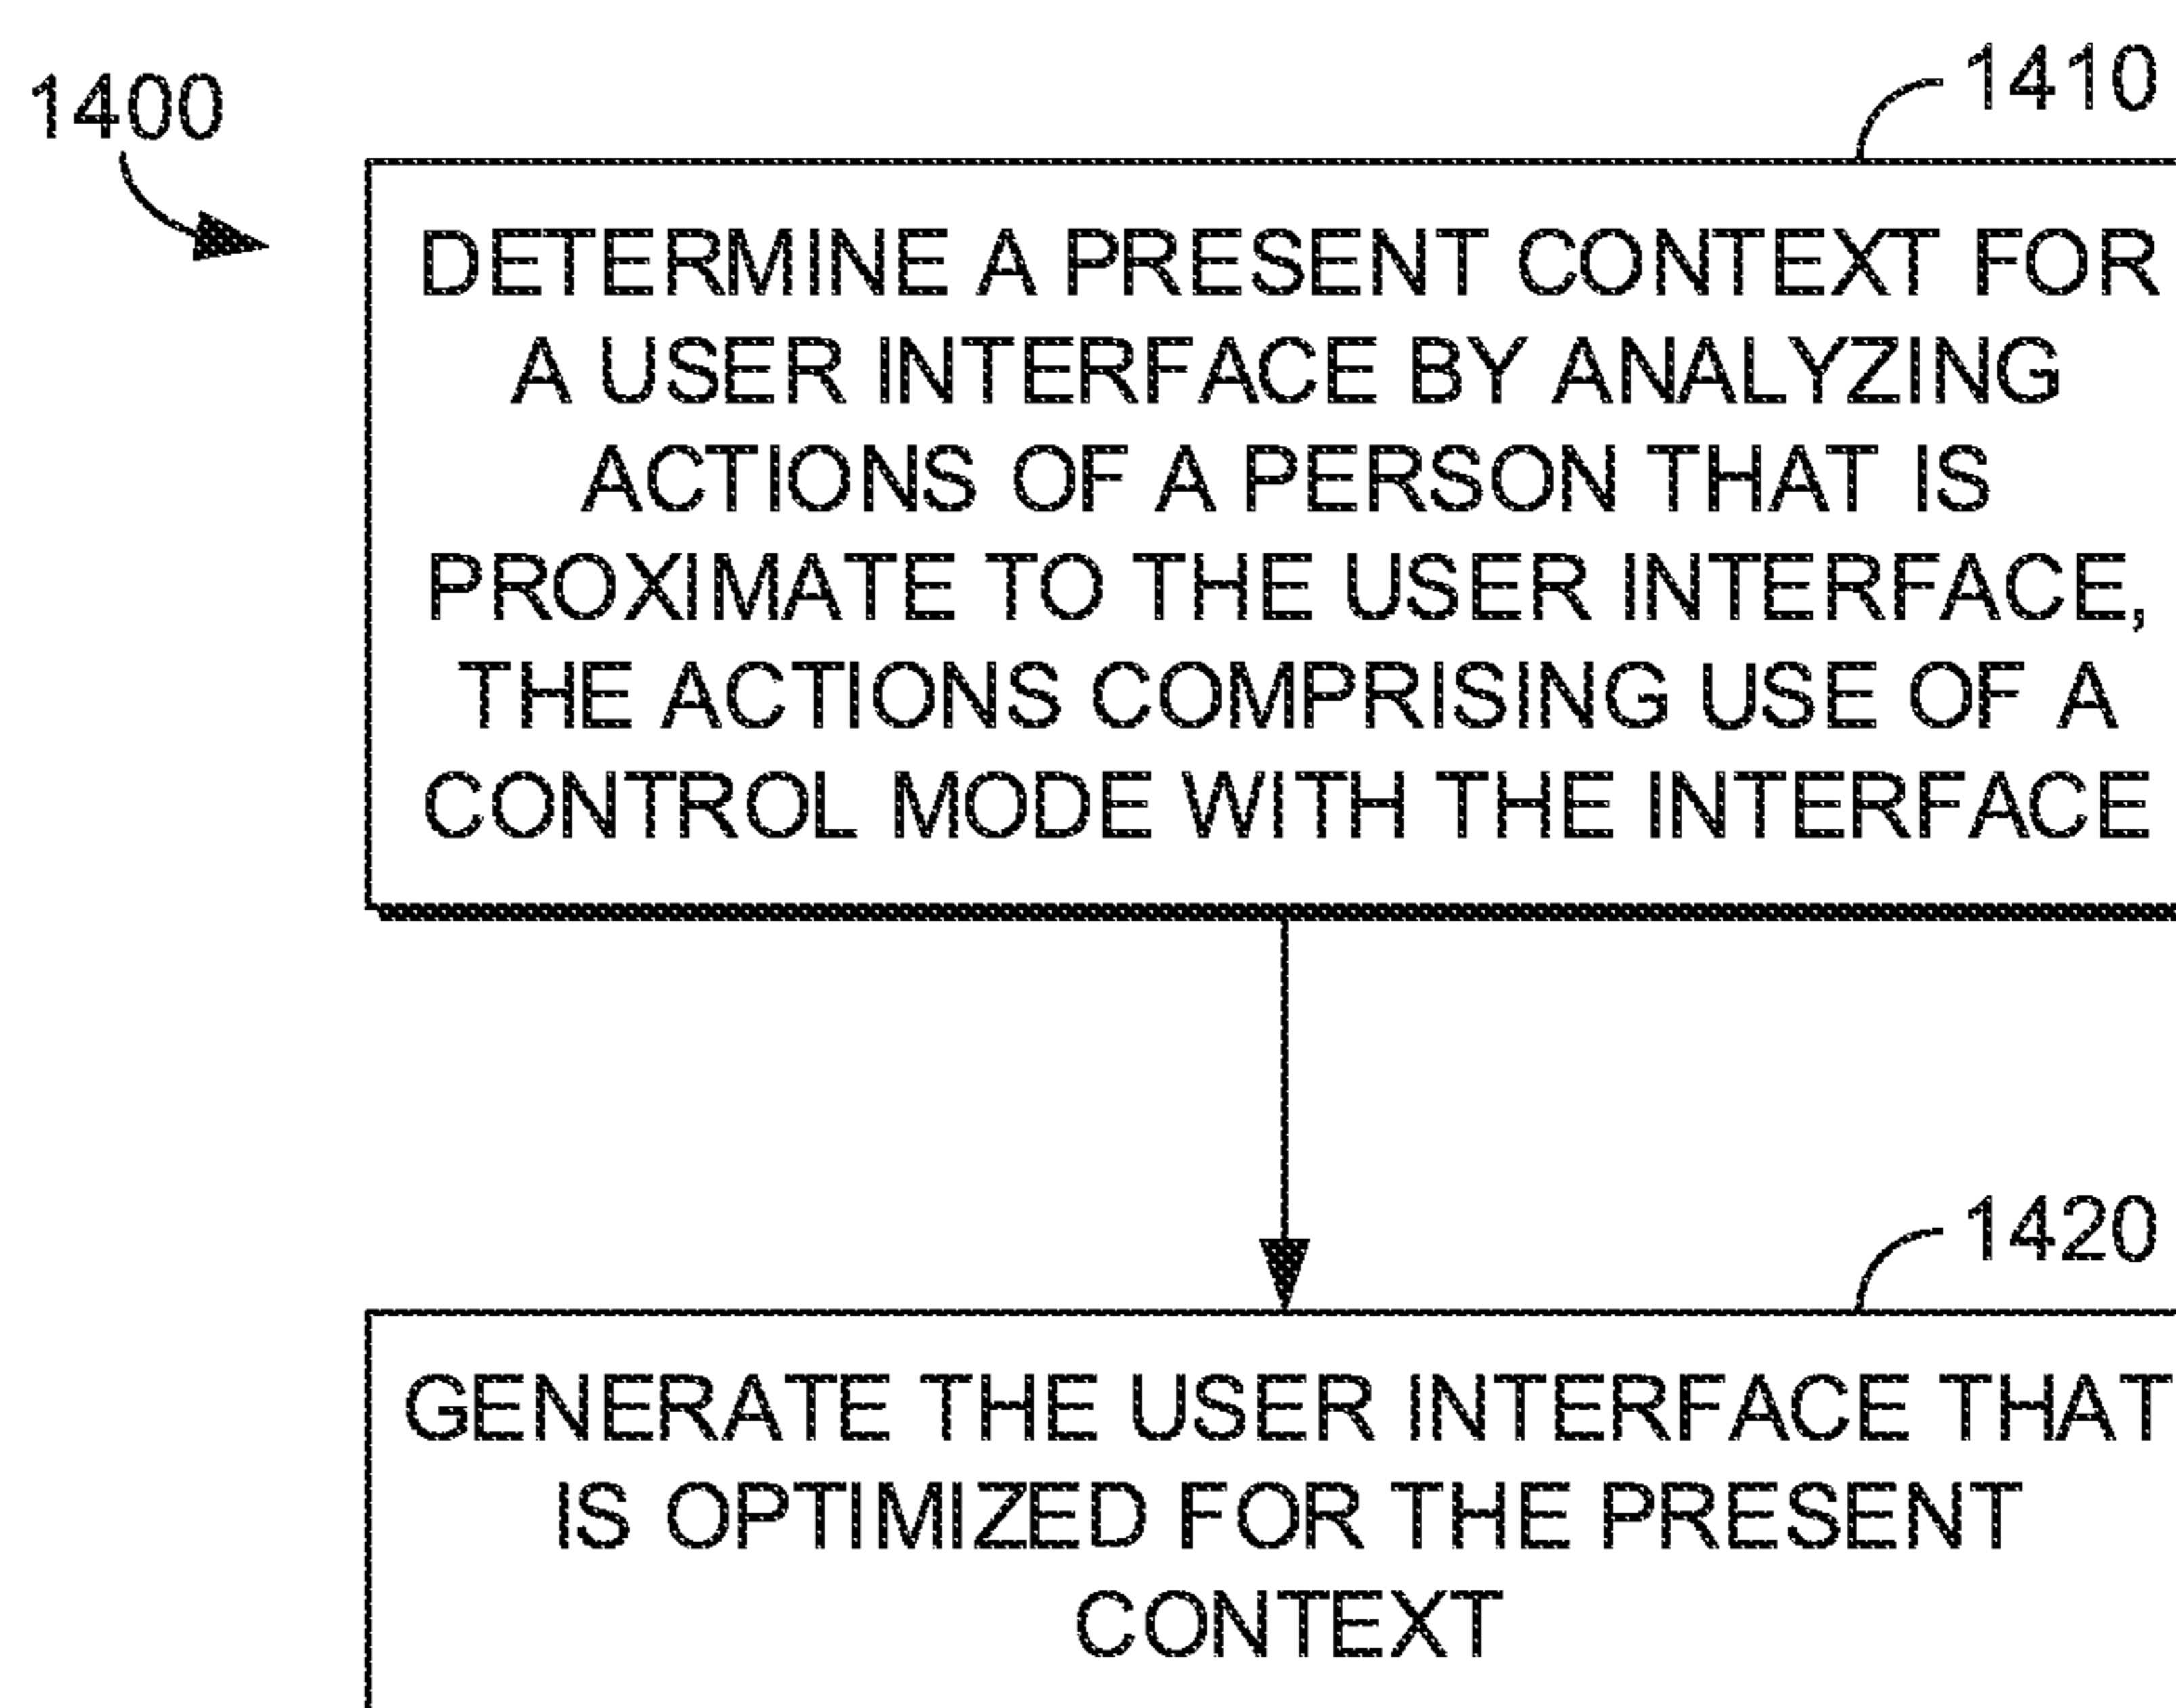 1400
1410
DETERMINE A PRESENT CONTEXT FOR
A USER INTERFACE BY ANALYZING
ACTIONS OF A PERSON THAT IS
PROXIMATE TO THE USER INTERFACE,
THE ACTIONS COMPRISING USE OF A
CONTROL MODE WITH THE INTERFACE
1420
GENERATE THE USER INTERFACE THAT
IS OPTIMIZED FOR THE PRESENT
CONTEXT